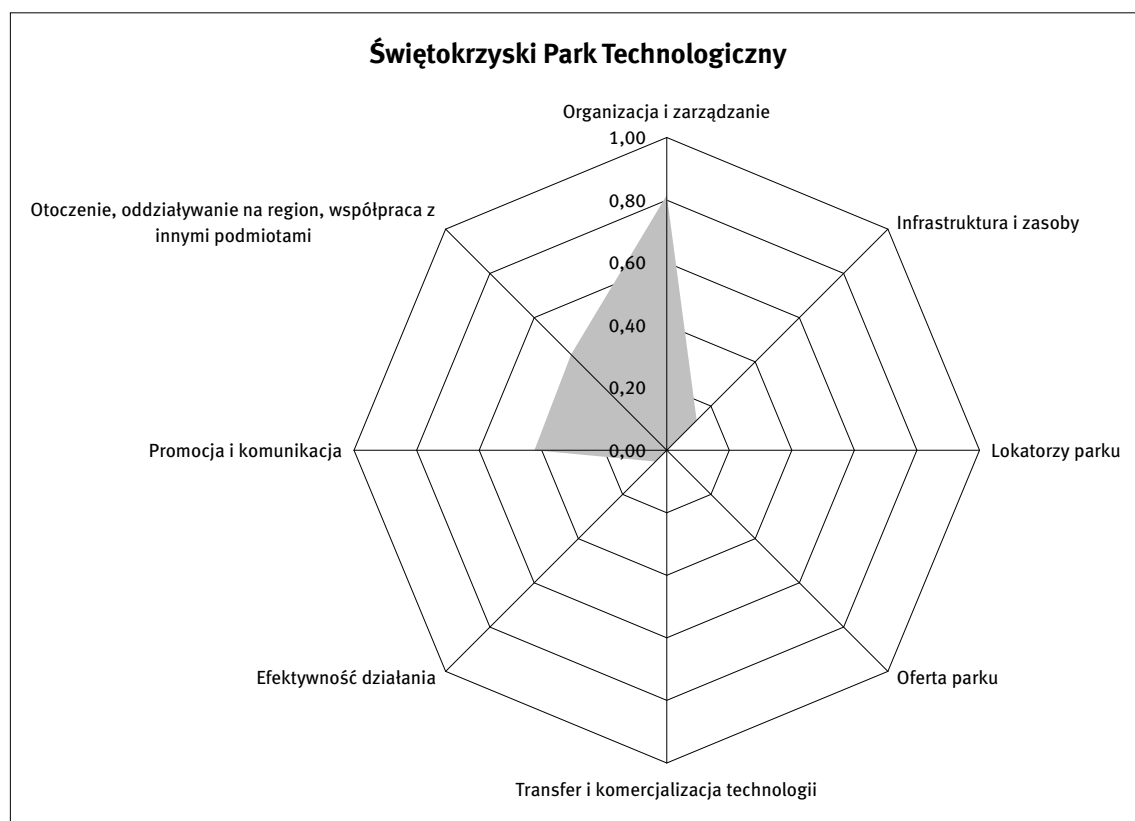 Świętokrzyski Park Technologiczny
Organizacja i zarządzanie
1,00
Otoczenie, oddziaływanie na region, współpraca z
innymi podmiotami
0,80
Infrastruktura i zasoby
0,60
0,40
0,20
Promocja i komunikacja
0,00
Lokatorzy parku
Efektywność działania
Oferta parku
Transfer i komercjalizacja technologii